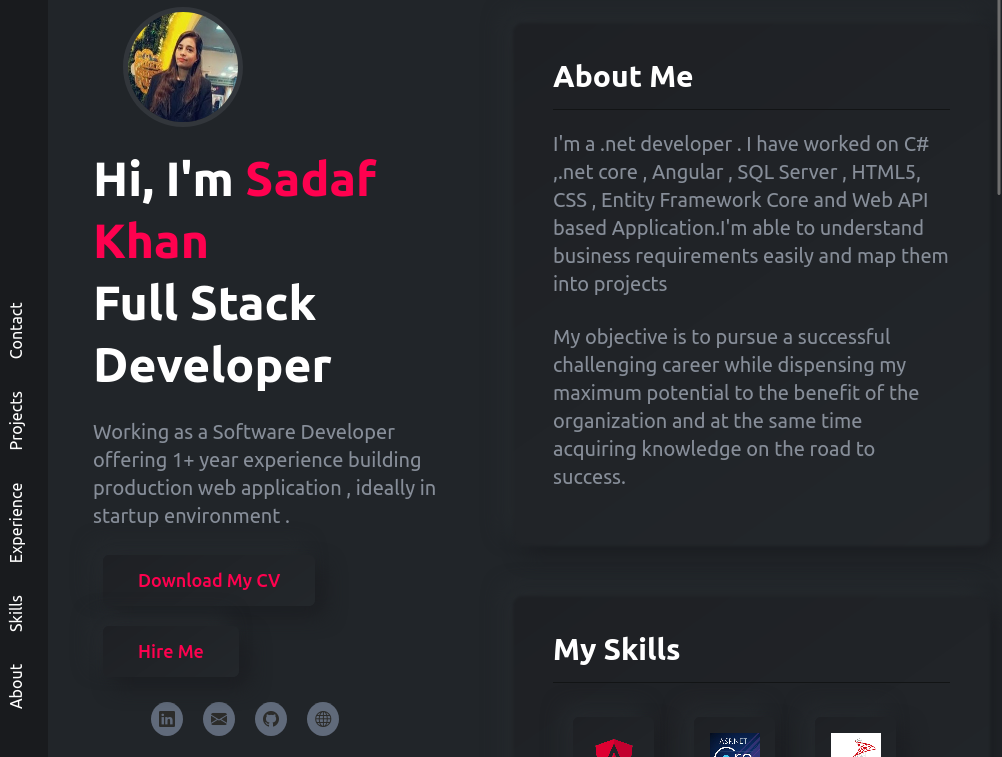 Contact
Projects
Experience
Skills
About
Hi, I'm Sadaf
Khan
Full Stack
Developer
Working as a Software Developer
offering 1+ year experience building
production web application , ideally in
startup environment .
Download My CV
Hire Me
About Me
I'm a .net developer . I have worked on C#
,.net core , Angular , SQL Server , HTML5,
CSS , Entity Framework Core and Web API
based Application.I'm able to understand
business requirements easily and map them
into projects
My objective is to pursue a successful
challenging career while dispensing my
maximum potential to the benefit of the
organization and at the same time
acquiring knowledge on the road to
success.
My Skills
ASP.NET
Core